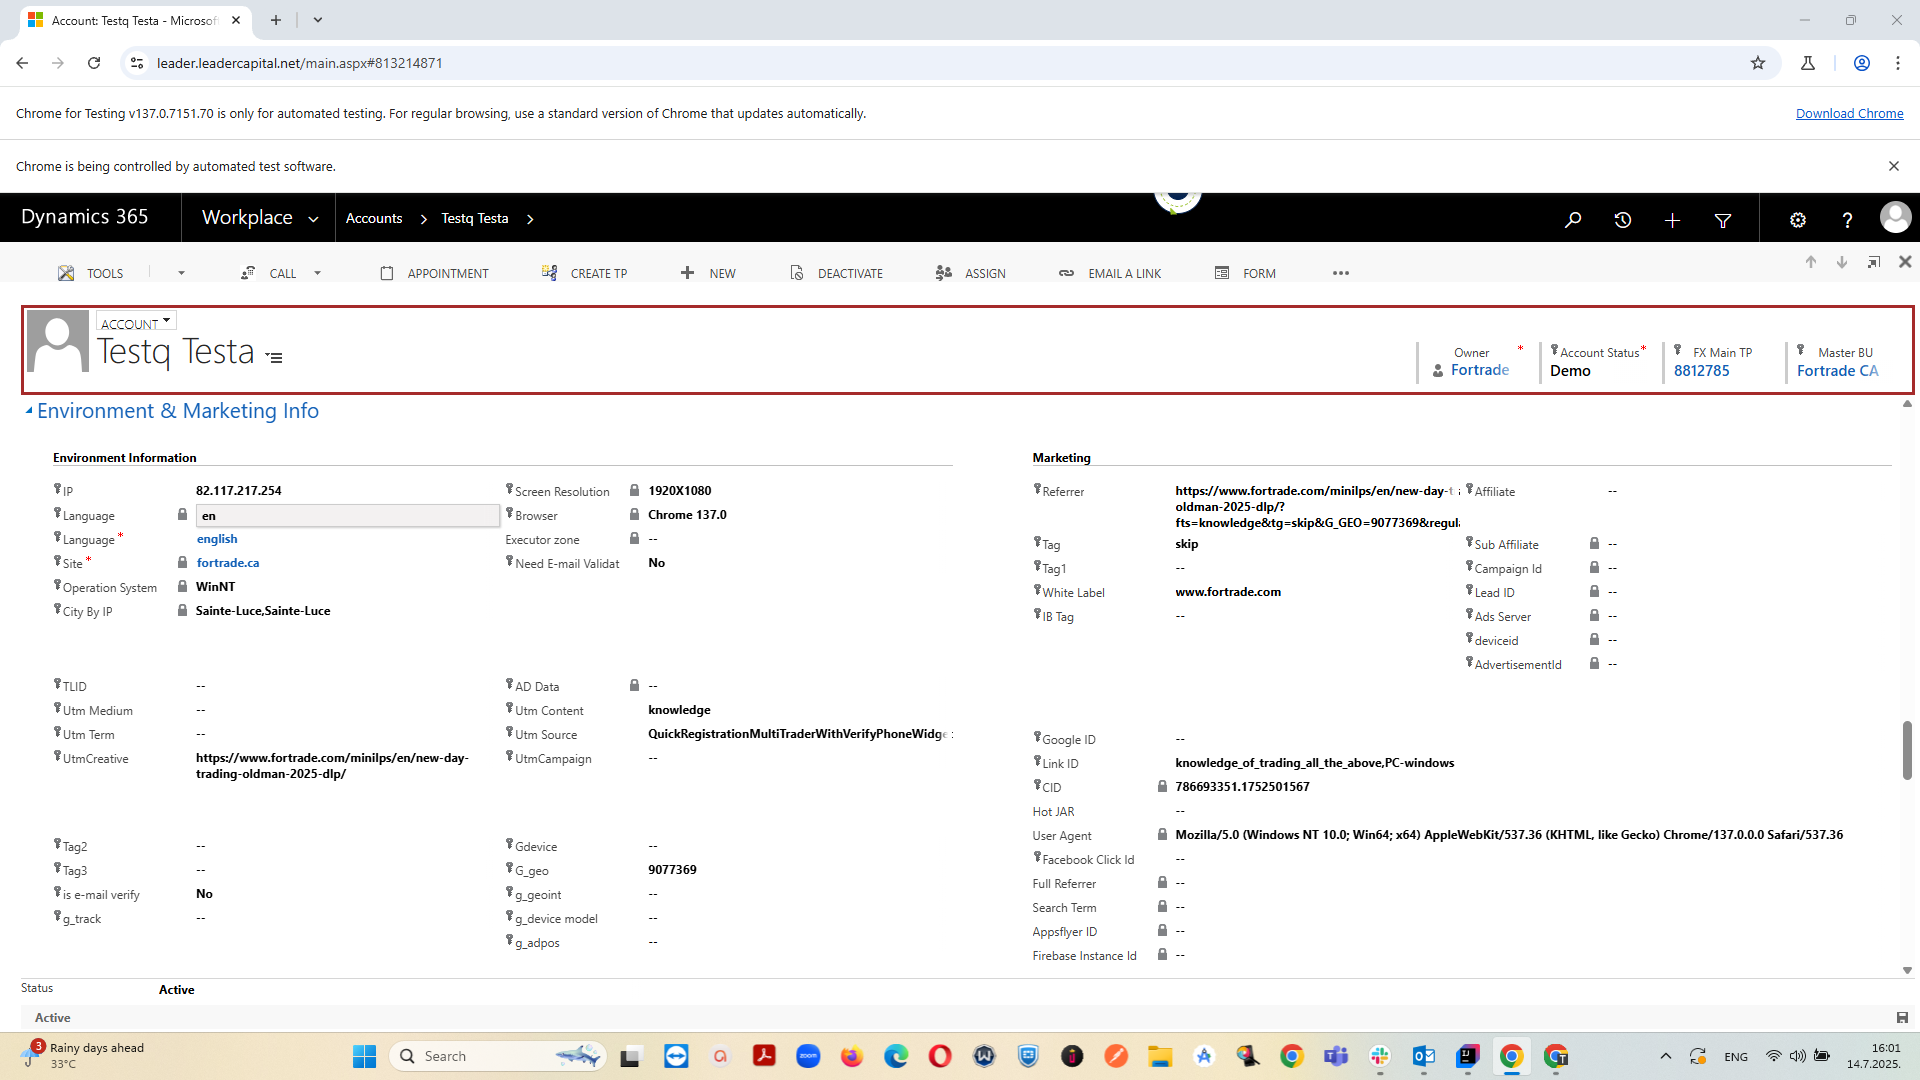 Account: Testq Testa - Microsof
leader.leadercapital.net/main.aspx#813214871
Chrome for Testing v137.0.7151.70 is only for automated testing. For regular browsing, use a standard version of Chrome that updates automatically.
Download Chrome
Chrome is being controlled by automated test software.
Dynamics 365
Workplace
Accounts
Testq Testa
TOOLS
CALL
APPOINTMENT
CREATE TP
NEW
DEACTIVATE
ASSIGN
EMAIL A LINK
FORM
ACCOUNT
Testq Testa
Owner *
Fortrade
Account Status *
Demo
FX Main TP
8812785
Master BU
Fortrade CA
Environment & Marketing Info
Environment Information
IP 82.117.217.254
Language en
Language * english
Site * fortrade.ca
Operation System WinNT
City By IP Sainte-Luce,Sainte-Luce
Screen Resolution 1920X1080
Browser Chrome 137.0
Executor zone --
Need E-mail Validat No
TLID --
Utm Medium --
Utm Term --
UtmCreative https://www.fortrade.com/minilps/en/new-day-
trading-oldman-2025-dlp/
AD Data --
Utm Content knowledge
Utm Source QuickRegistrationMultiTraderWithVerifyPhoneWidge
UtmCampaign --
Tag2 --
Tag3 --
is e-mail verify No
g_track --
Gdevice --
G_geo 9077369
g_geoint --
g_device model --
g_adpos --
Marketing
Referrer https://www.fortrade.com/minilps/en/new-day-t
oldman-2025-dlp/?
fts=knowledge&tg=skip&G_GEO=9077369&regul
Tag skip
Tag1 --
White Label www.fortrade.com
IB Tag --
Affiliate --
Sub Affiliate --
Campaign Id --
Lead ID --
Ads Server --
deviceid --
AdvertisementId --
Google ID --
Link ID knowledge_of_trading_all_the_above,PC-windows
CID 786693351.1752501567
Hot JAR --
User Agent Mozilla/5.0 (Windows NT 10.0; Win64; x64) AppleWebKit/537.36 (KHTML, like Gecko) Chrome/137.0.0.0 Safari/537.36
Facebook Click Id --
Full Referrer --
Search Term --
Appsflyer ID --
Firebase Instance Id --
Status Active
Active
3
Rainy days ahead
33°C
Search
zoom
ENG
16:01
14.7.2025.